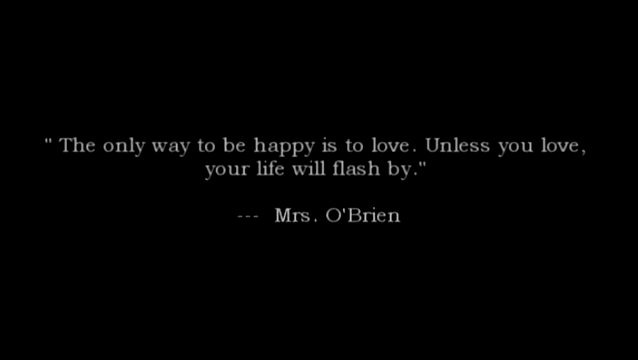 " The only way to be happy is to love. Unless you love,
your life will flash by."
--- Mrs. O'Brien